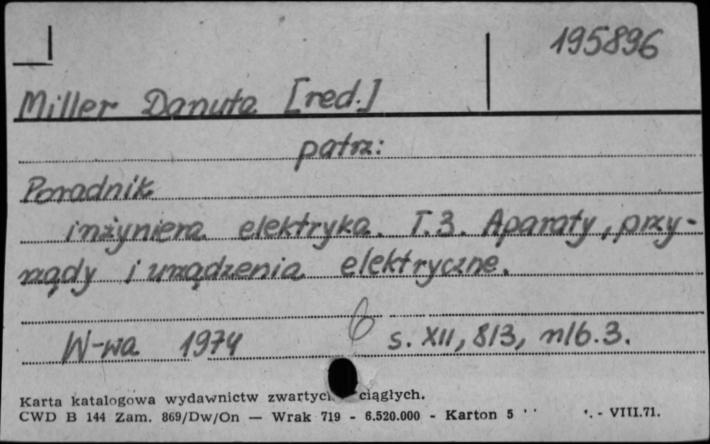 195896
Miller Danuta [red.]
patrz:
Poradnik
inżyniera elektryka. T.3. Aparaty, przy-
rządy i urządzenia elektryczne.
W-wa 1974 s. XII, 813, nlb.3.
Karta katalogowa wydawnictw zwartych ciągłych.
CWD B 144 Zam. 869/Dw/On — Wrak 719 - 6.520.000 - Karton 5 - VIII.71.